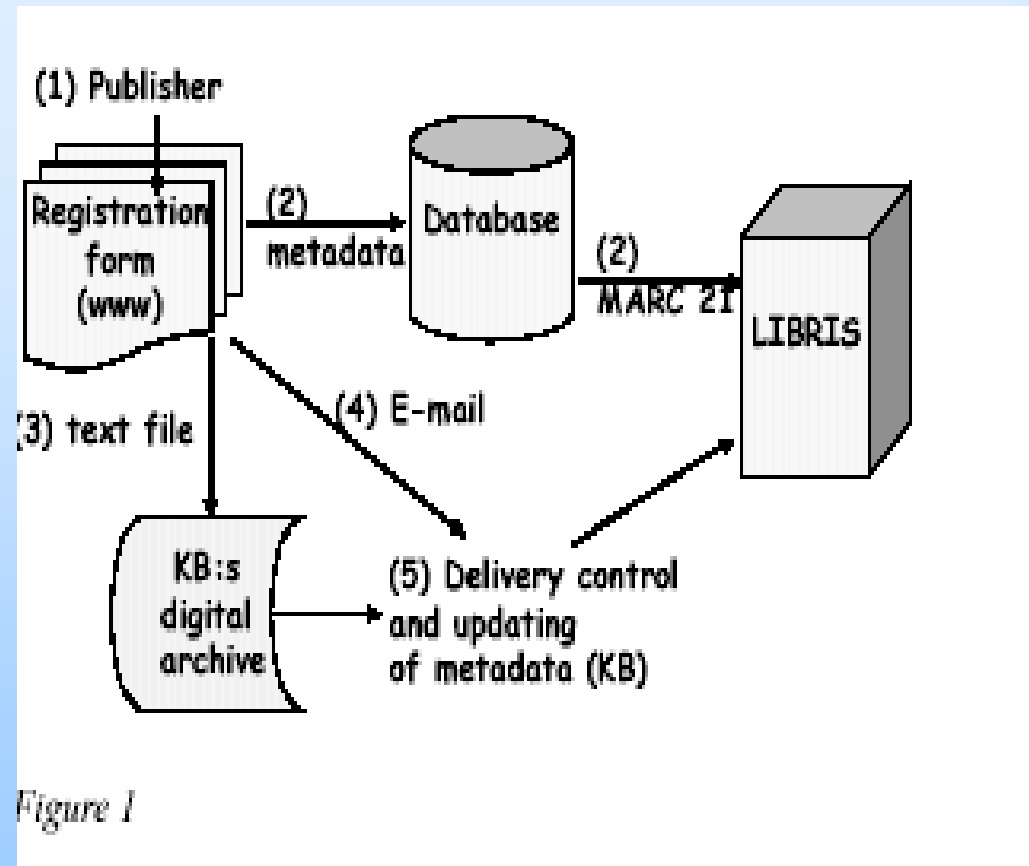 (1) Publisher
Registration
form
(www)
(2)
metadata
Database
(2)
MARC 21
LIBRIS
(3) text file
(4) E-mail
KB:s
digital
archive
(5) Delivery control
and updating
of metadata (KB)
Figure 1